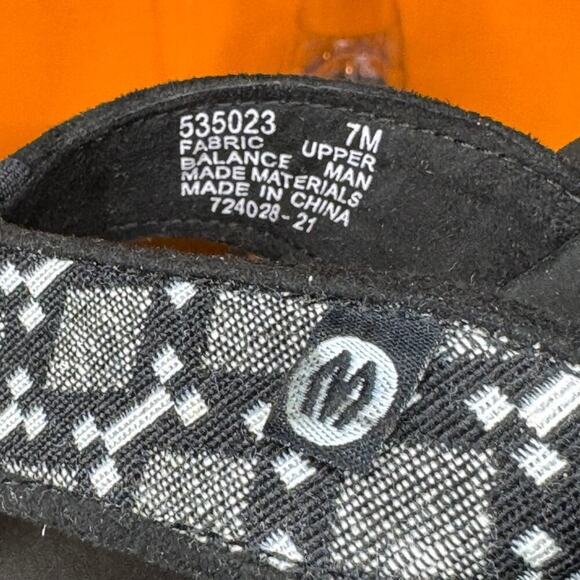 535023 7M
FABRIC UPPER
BALANCE MAN
MADE MATERIALS
MADE IN CHINA
724028-21